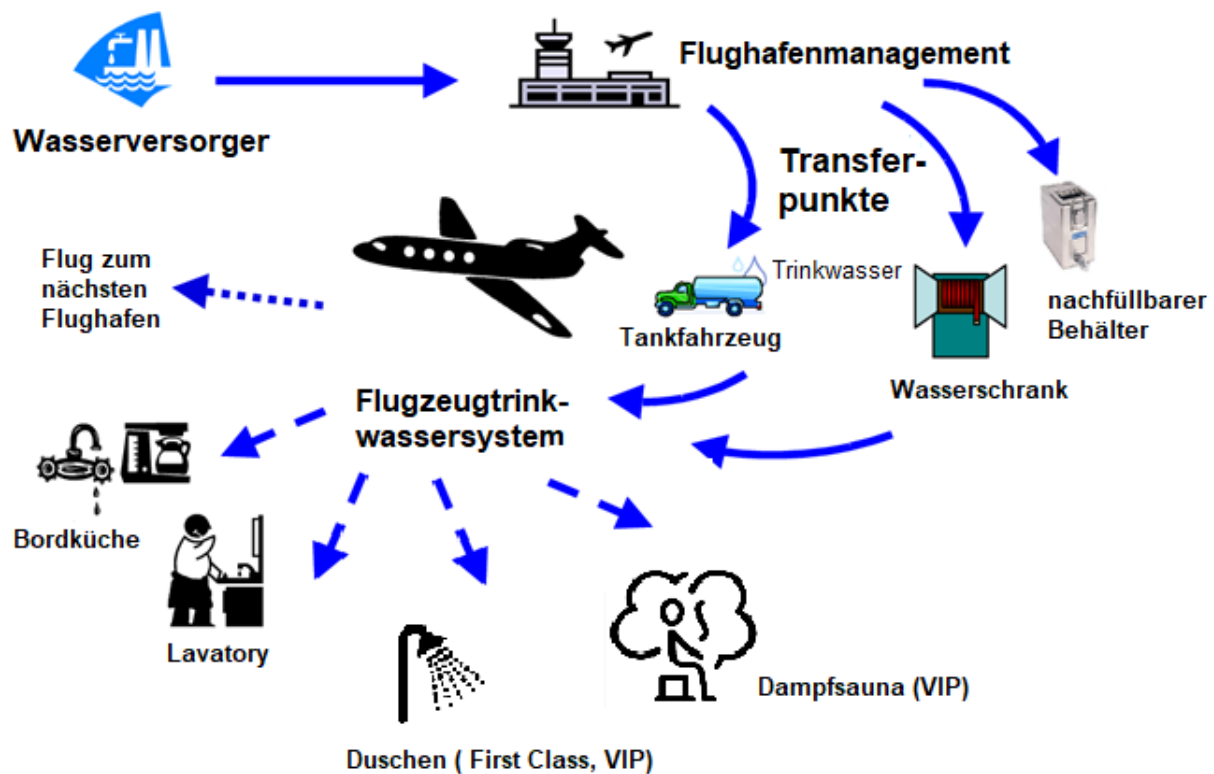 Flughafenmanagement
Wasserversorger
Transfer-
punkte
Flug zum
nächsten
Flughafen
Trinkwasser
Tankfahrzeug
nachfüllbarer
Behälter
Wasserschrank
Flugzeugtrink-
wassersystem
Bordküche
Lavatory
Dampfsauna (VIP)
Duschen ( First Class, VIP)